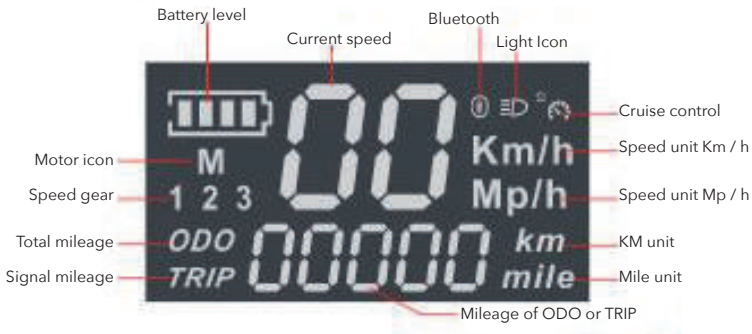 Battery level
Bluetooth
Current speed
Light Icon
00
Cruise control
Km/h
Speed unit Km / h
Motor icon
M
Speed gear
1 2 3
Mp/h
Speed unit Mp / h
Total mileage
ODO
00000
km
KM unit
Signal mileage
TRIP
mile
Mile unit
Mileage of ODO or TRIP